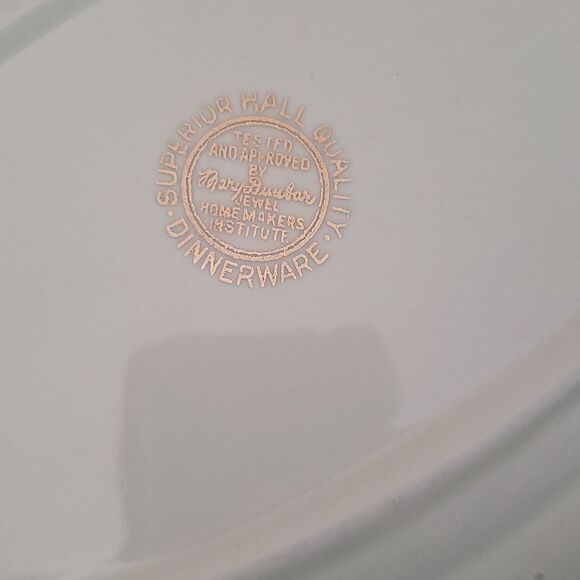 SUPERIOR HALL QUALITY
· DINNERWARE ·
TESTED
AND APPROVED
BY
Mary Dunbar
JEWEL
HOMEMAKERS
INSTITUTE